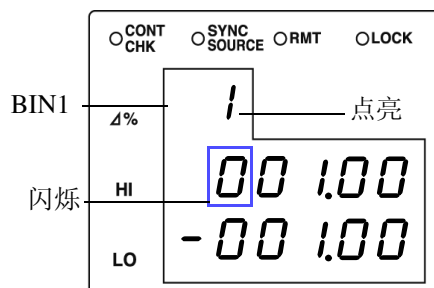 CONT CHK SYNC SOURCE RMT LOCK
BIN1 1 点亮
⊿%
HI 001.00
闪烁
LO -001.00